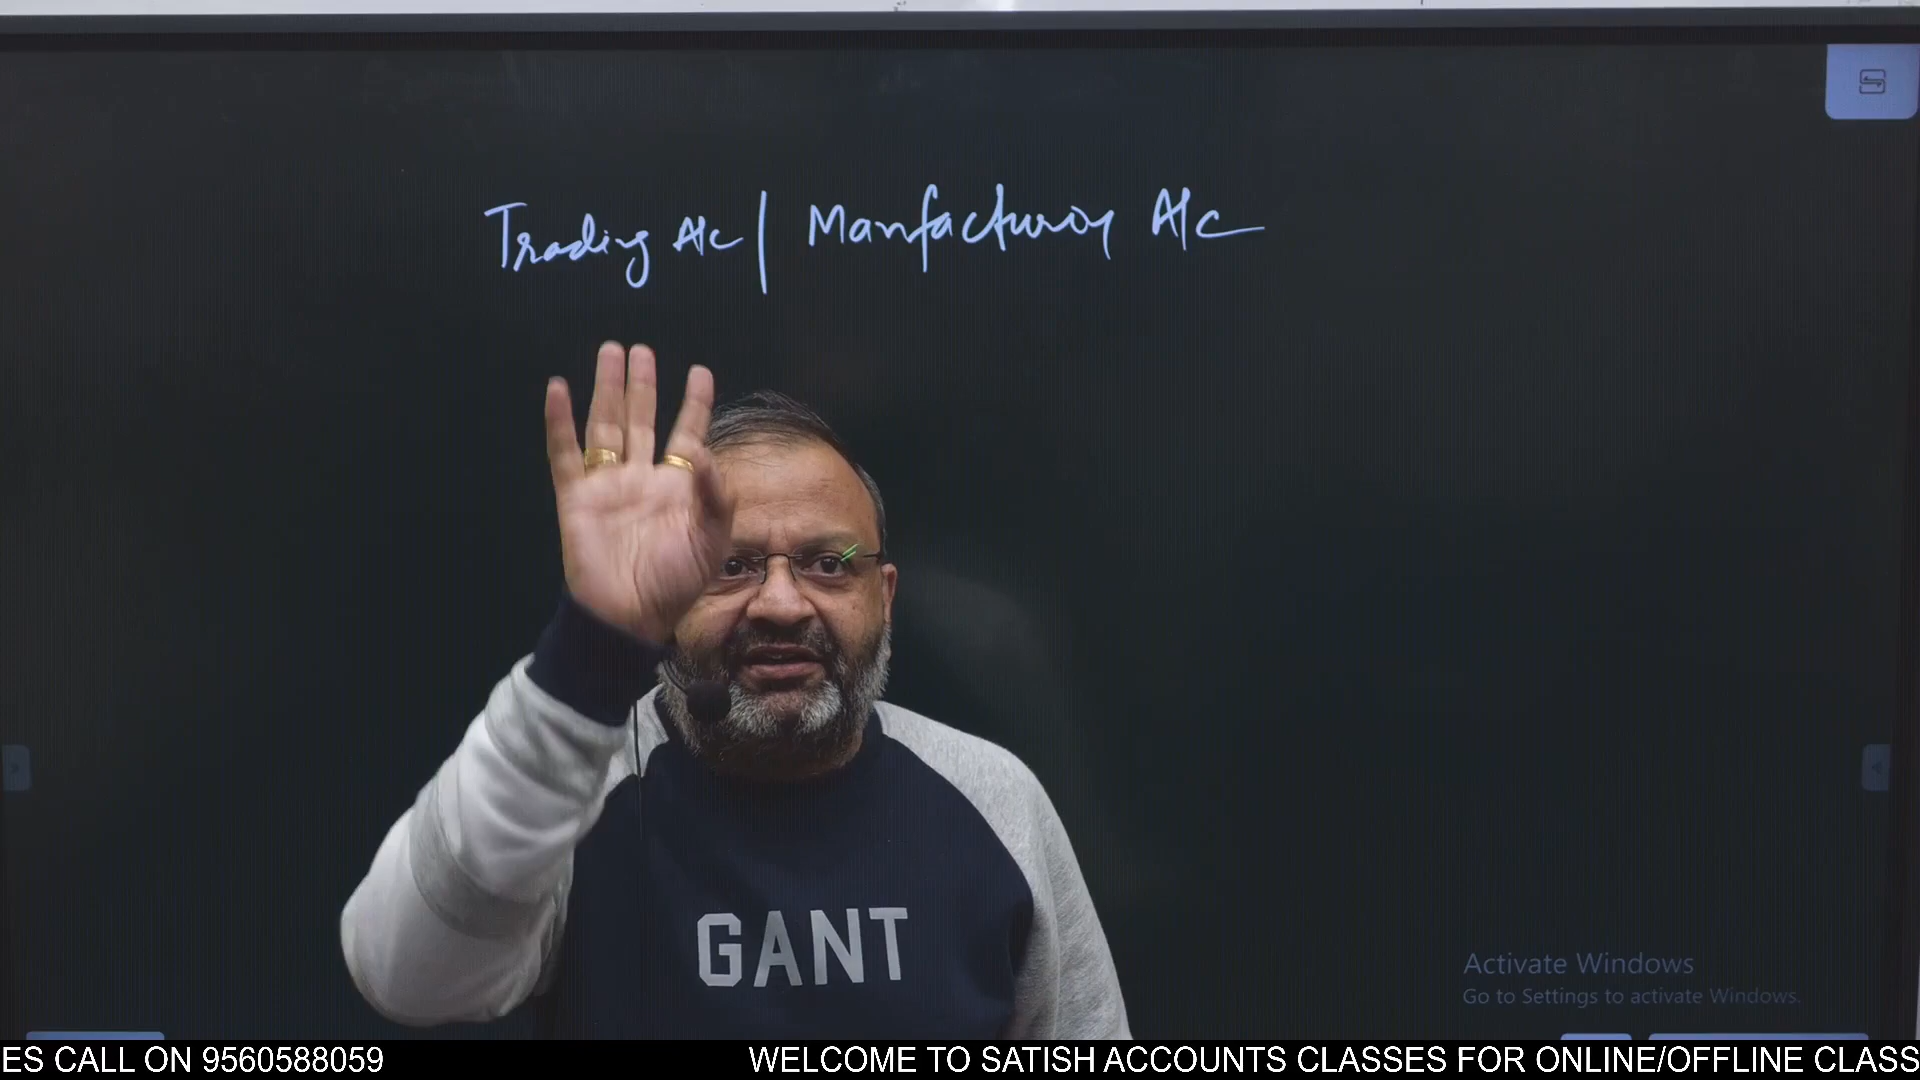 Trading A/c | Manfacturing A/c
GANT
Activate Windows
Go to Settings to activate Windows.
ES CALL ON 9560588059 WELCOME TO SATISH ACCOUNTS CLASSES FOR ONLINE/OFFLINE CLASS